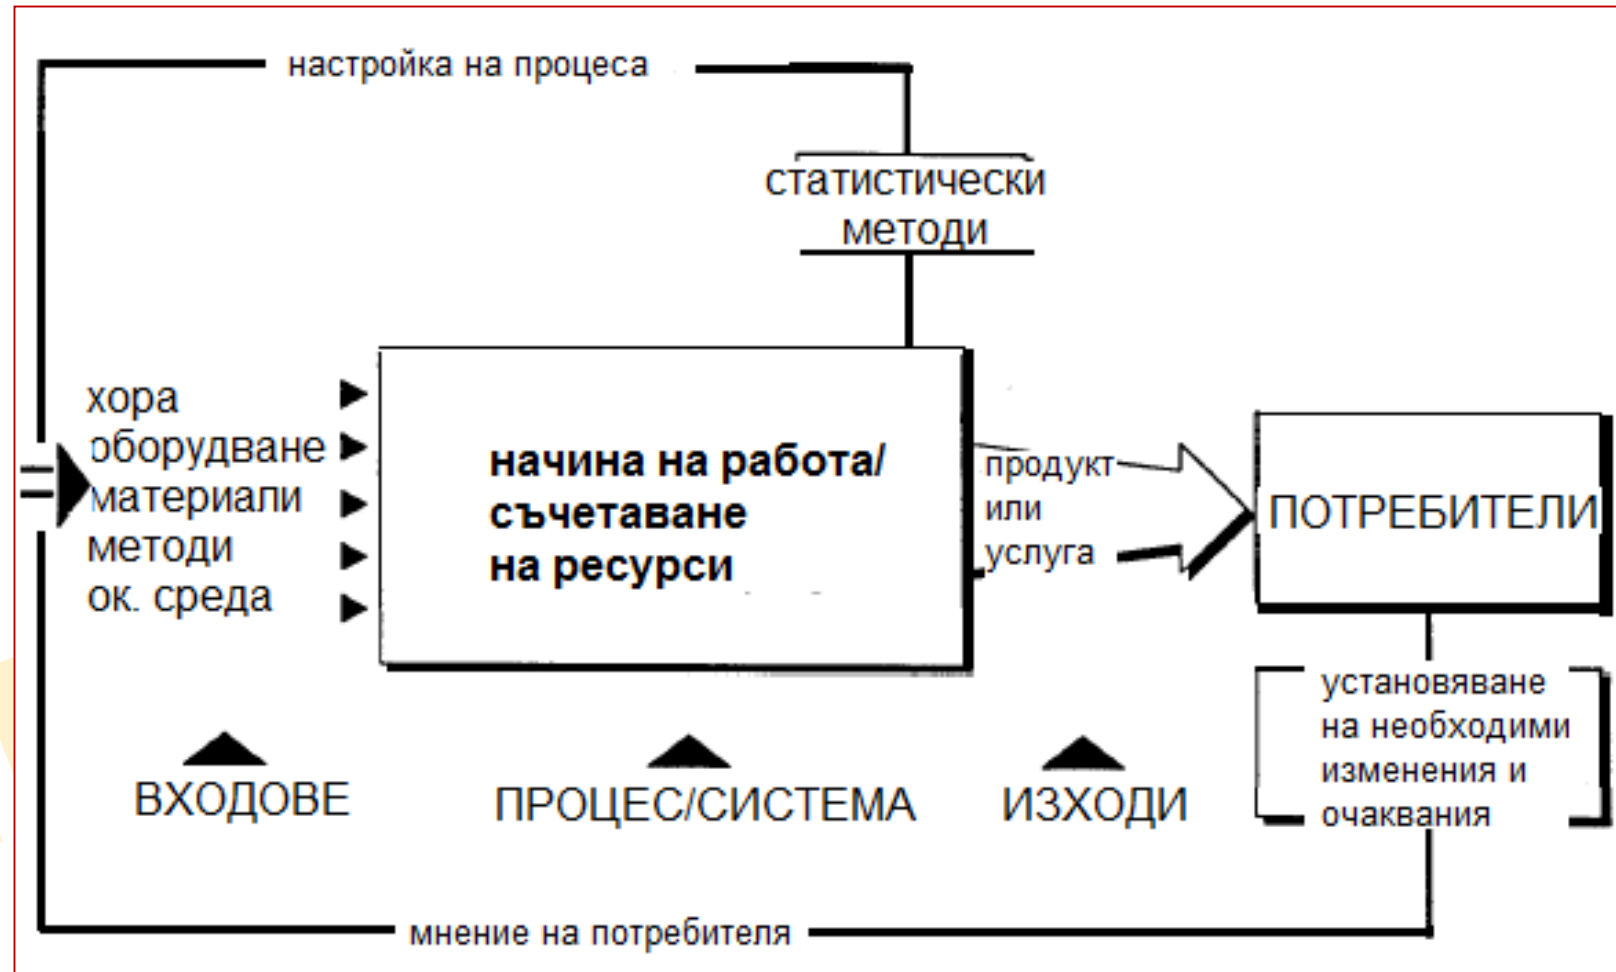 настройка на процеса
статистически
методи
хора
оборудване
материали
методи
ок. среда
начина на работа/
съчетаване
на ресурси
продукт
или
услуга
ПОТРЕБИТЕЛИ
установяване
на необходими
изменения и
очаквания
ВХОДОВЕ
ПРОЦЕС/СИСТЕМА
ИЗХОДИ
мнение на потребителя